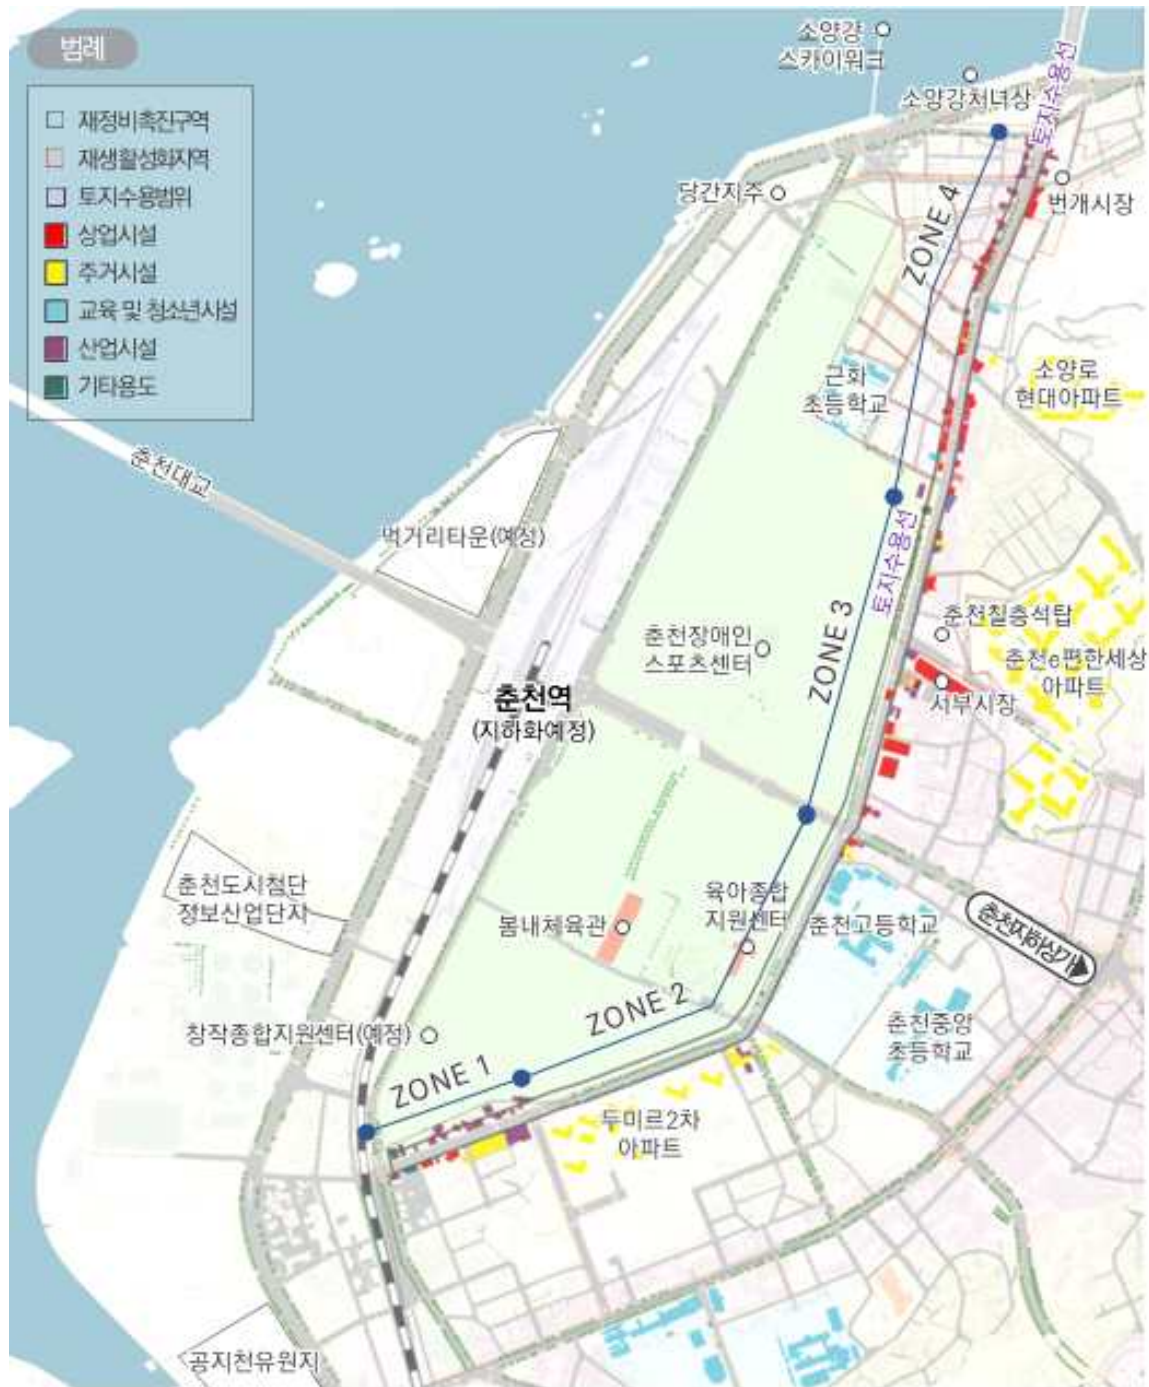 범례
재정비촉진구역
재생활성화지역
토지수용범위
상업시설
주거시설
교육 및 청소년시설
산업시설
기타용도
소양강
스카이워크
소양강처녀상
토지수용선
당간지주
번개시장
ZONE 4
근화
초등학교
소양로
현대아파트
춘천대교
먹거리타운(예정)
토지수용선
춘천칠층석탑
춘천장애인
스포츠센터
ZONE 3
춘천e편한세상
아파트
서부시장
춘천역
(지하화예정)
춘천도시첨단
정보산업단지
육아종합
지원센터
봄내체육관
춘천고등학교
춘천지하상가
ZONE 2
춘천중앙
초등학교
창작종합지원센터(예정)
ZONE 1
두미르2차
아파트
공지천유원지